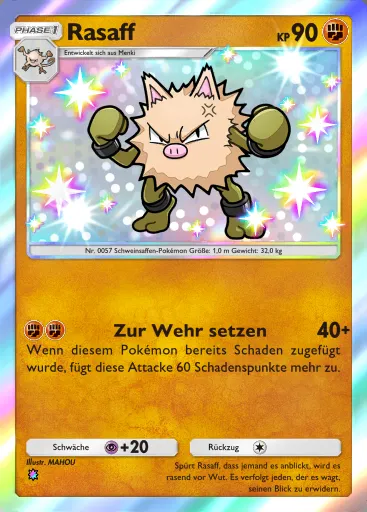 PHASE 1
Rasaff
KP 90
Entwickelt sich aus Menki
Nr. 0057 Schweinsaffen-Pokémon Größe: 1,0 m Gewicht: 32,0 kg
Zur Wehr setzen 40+
Wenn diesem Pokémon bereits Schaden zugefügt
wurde, fügt diese Attacke 60 Schadenspunkte mehr zu.
Schwäche +20
Rückzug
Illustr. MAHOU
Spürt Rasaff, dass jemand es anblickt, wird es
rasend vor Wut. Es verfolgt jeden, der es wagt,
seinen Blick zu erwidern.